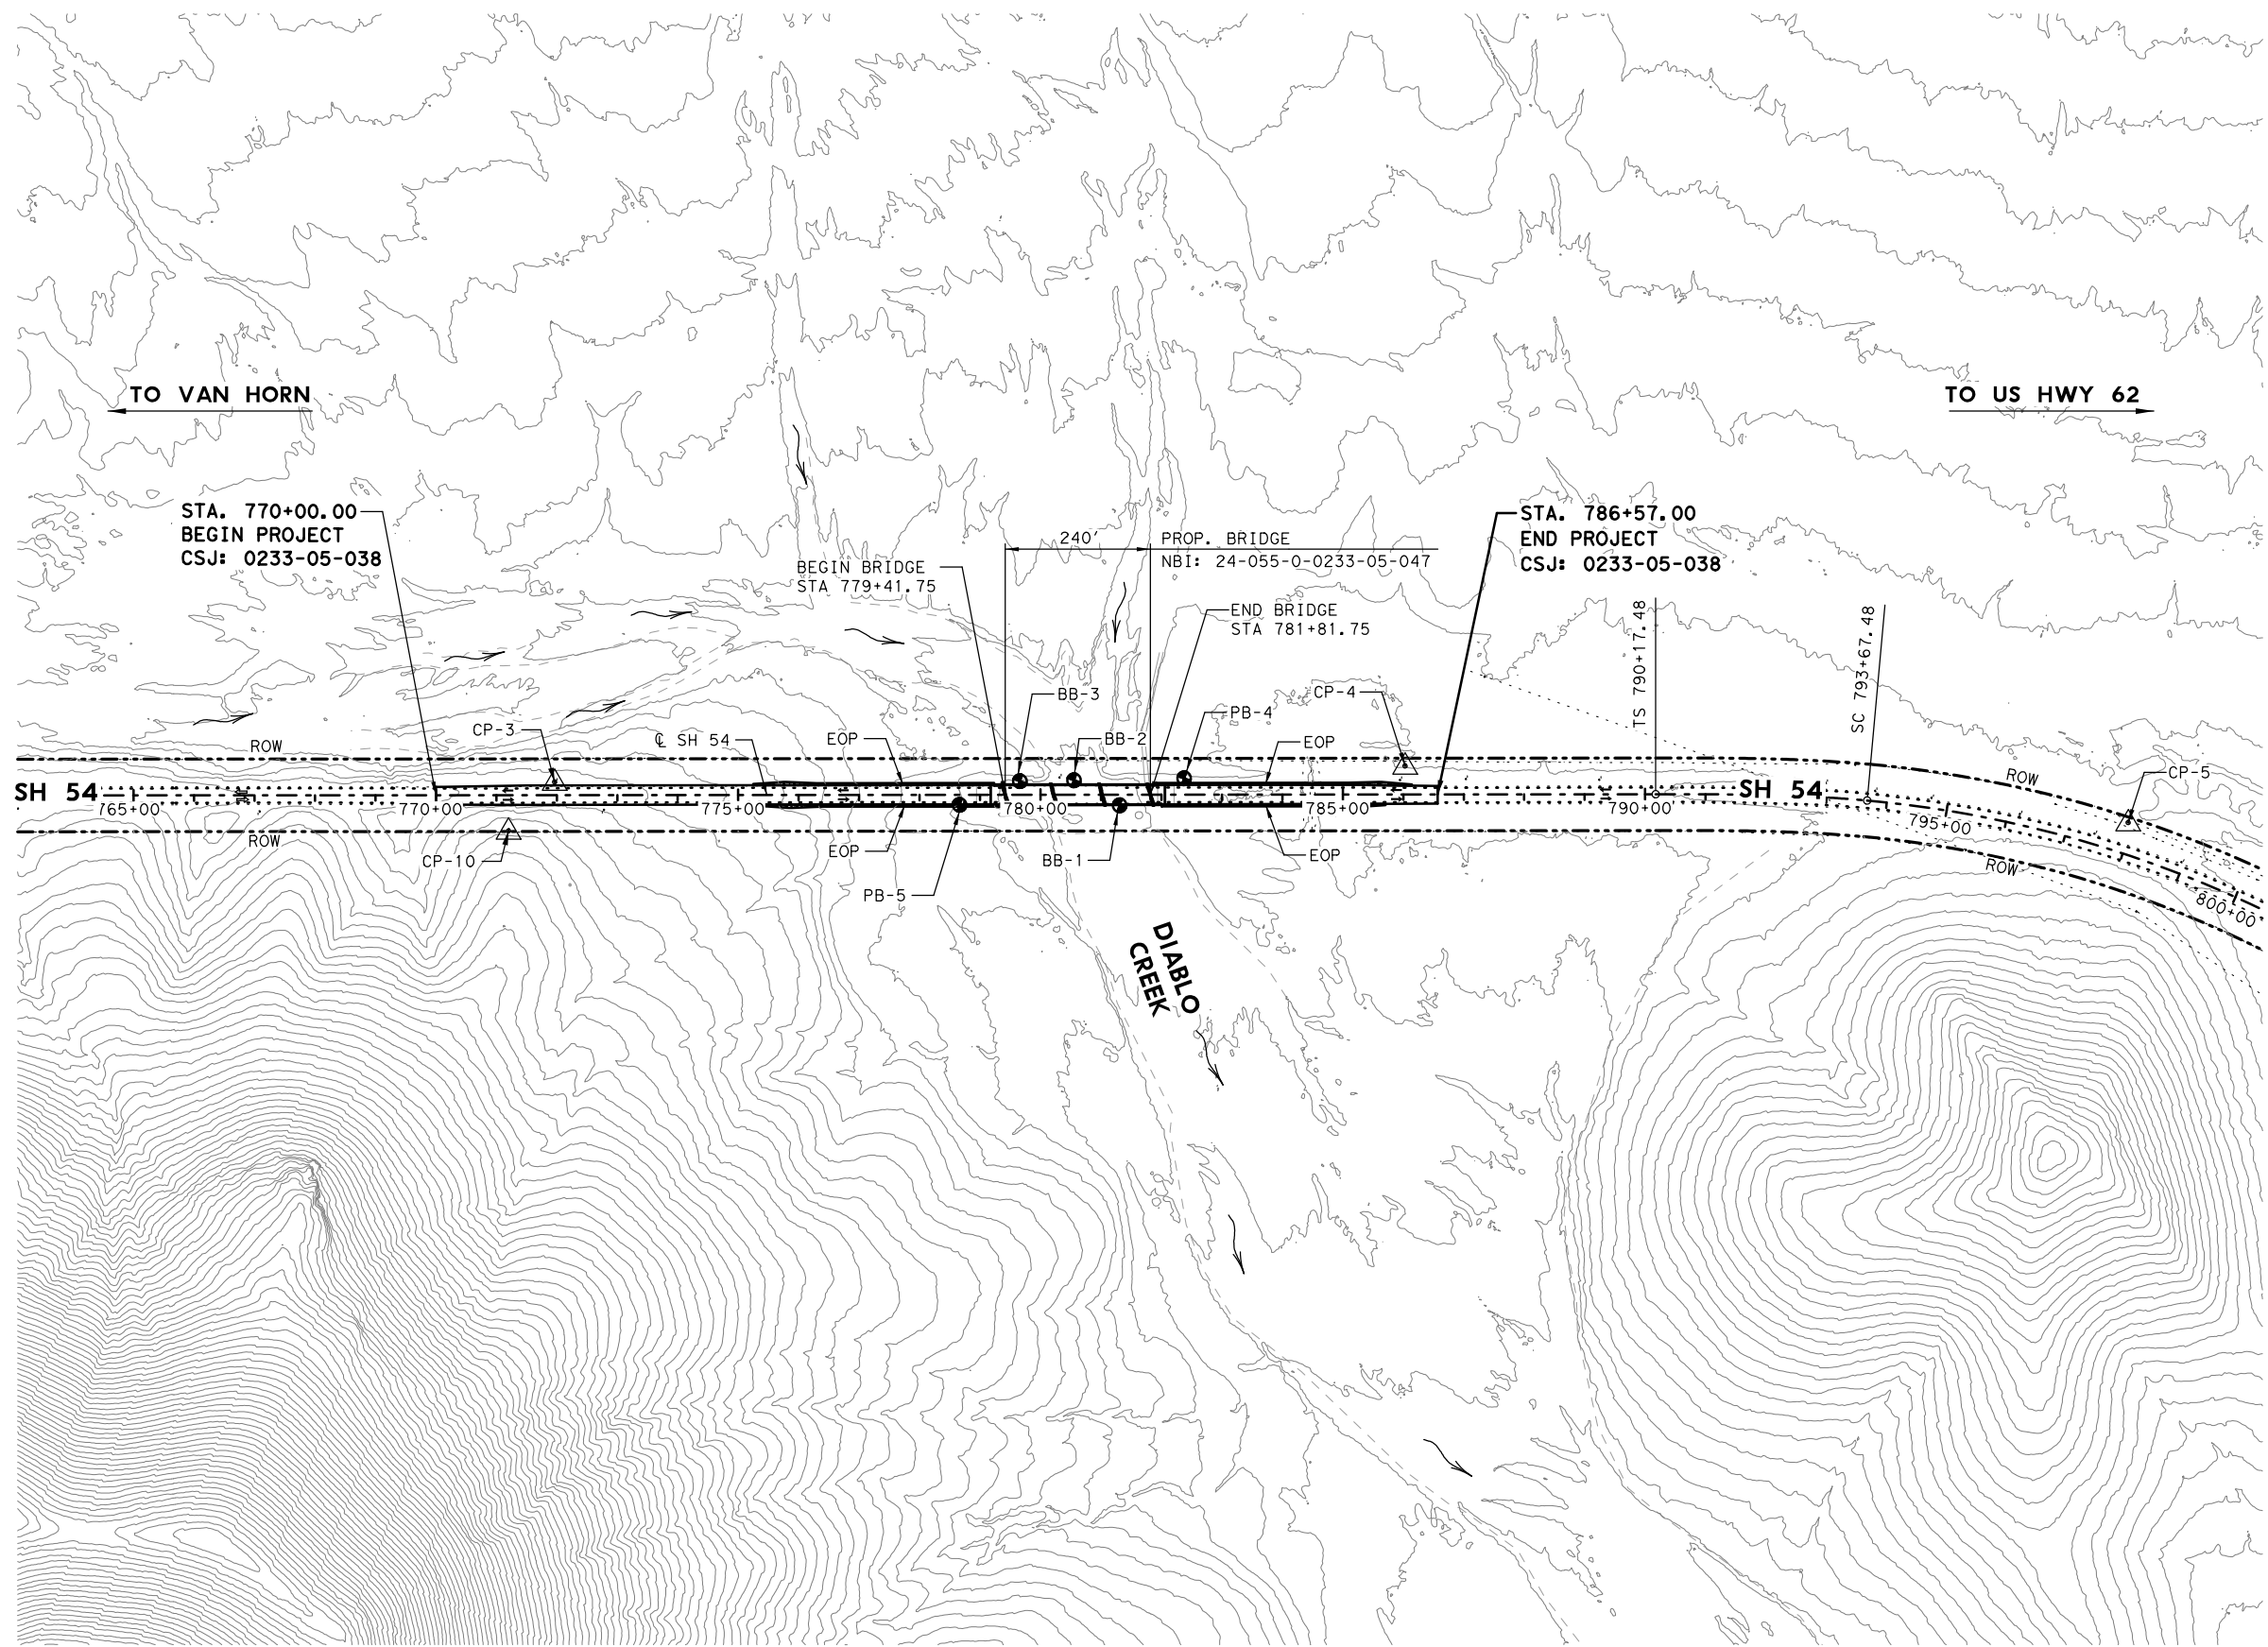 TO VAN HORN
TO US HWY 62
STA. 770+00.00
BEGIN PROJECT
CSJ: 0233-05-038
STA. 786+57.00
END PROJECT
CSJ: 0233-05-038
240'
PROP. BRIDGE
NBI: 24-055-0-0233-05-047
BEGIN BRIDGE
STA 779+41.75
END BRIDGE
STA 781+81.75
TS 790+17.48
SC 793+67.48
BB-3
CP-4
PB-4
CP-3
℄ SH 54
EOP
BB-2
EOP
ROW
ROW
CP-5
SH 54
SH 54
765+00
770+00
775+00
780+00
785+00
790+00
795+00
800+00
ROW
ROW
CP-10
EOP
BB-1
EOP
PB-5
DIABLO
CREEK